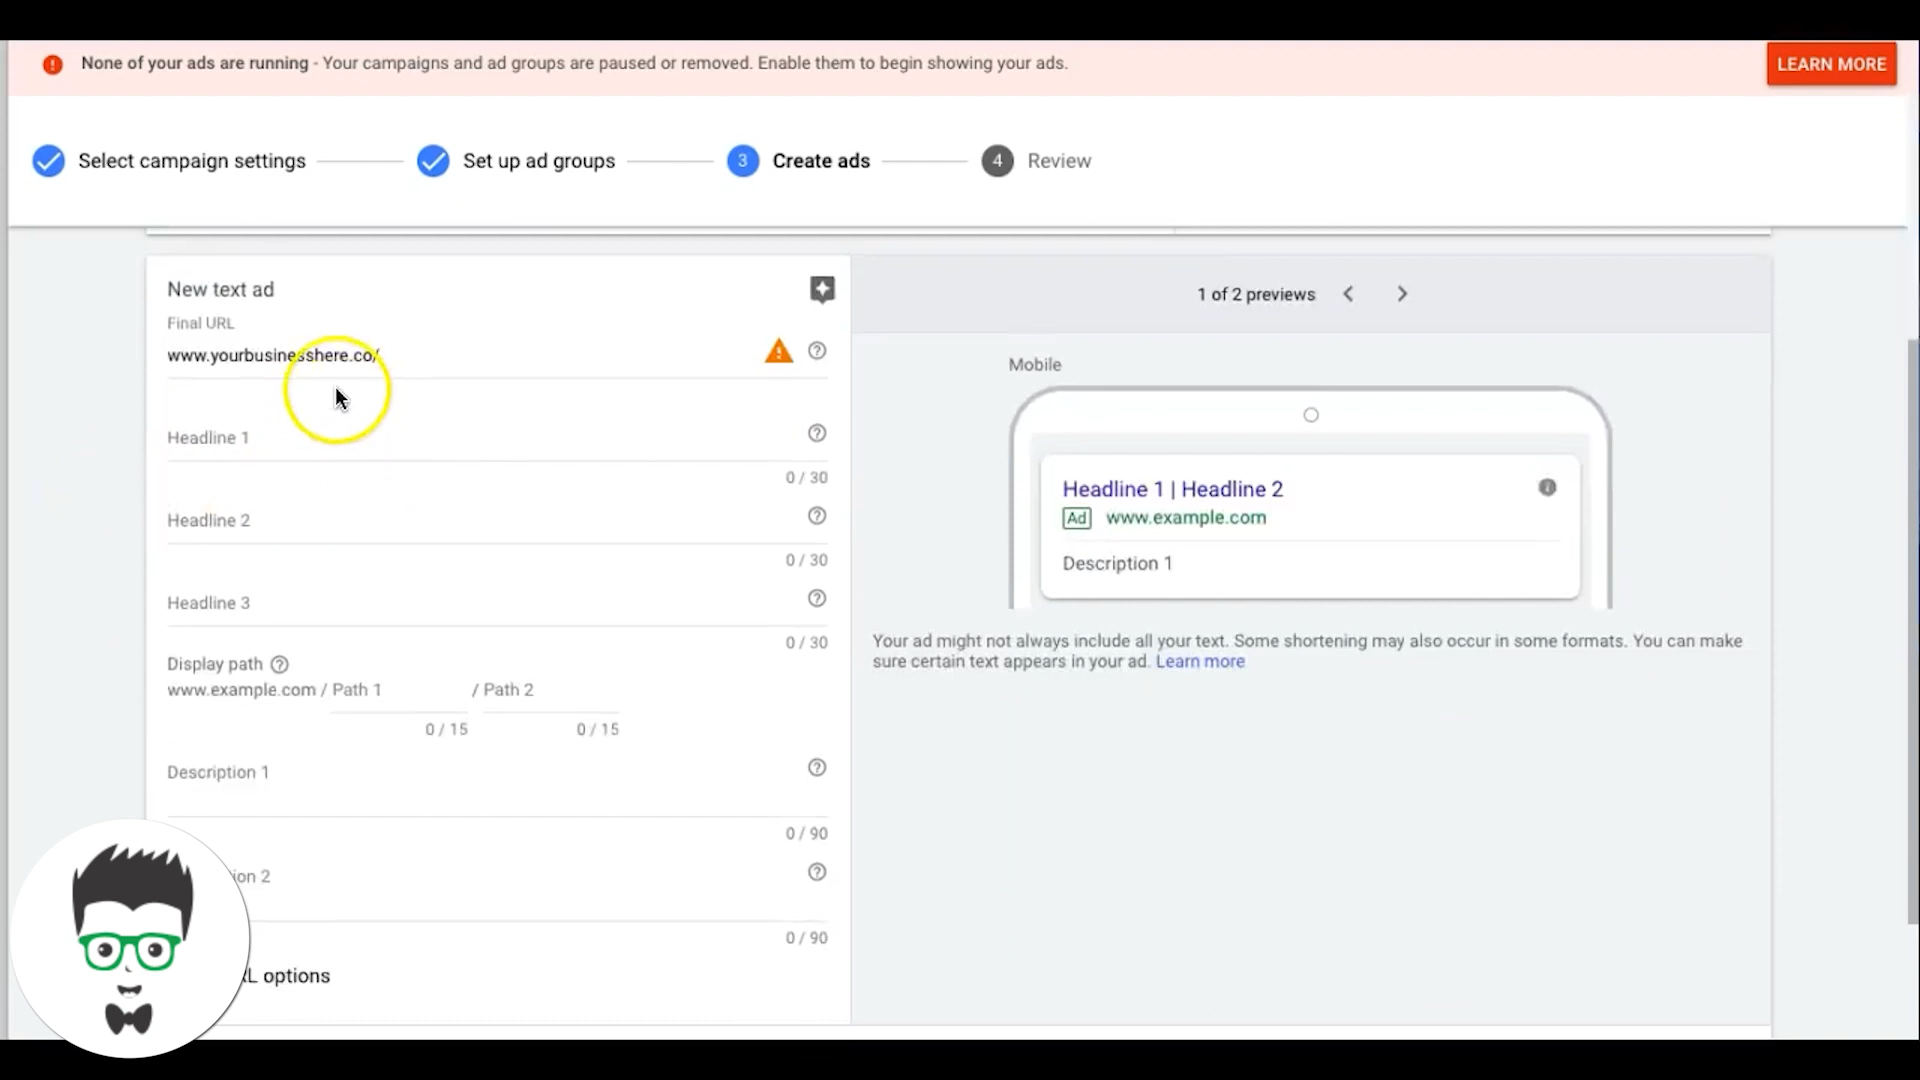 None of your ads are running - Your campaigns and ad groups are paused or removed. Enable them to begin showing your ads.
LEARN MORE
Select campaign settings
Set up ad groups
3 Create ads
4 Review
New text ad
Final URL
www.yourbusinesshere.co/
Headline 1
0 / 30
Headline 2
0 / 30
Headline 3
0 / 30
Display path
www.example.com / Path 1 / Path 2
0 / 15 0 / 15
Description 1
0 / 90
ion 2
0 / 90
L options
1 of 2 previews
Mobile
Headline 1 | Headline 2
Ad www.example.com
Description 1
Your ad might not always include all your text. Some shortening may also occur in some formats. You can make
sure certain text appears in your ad. Learn more